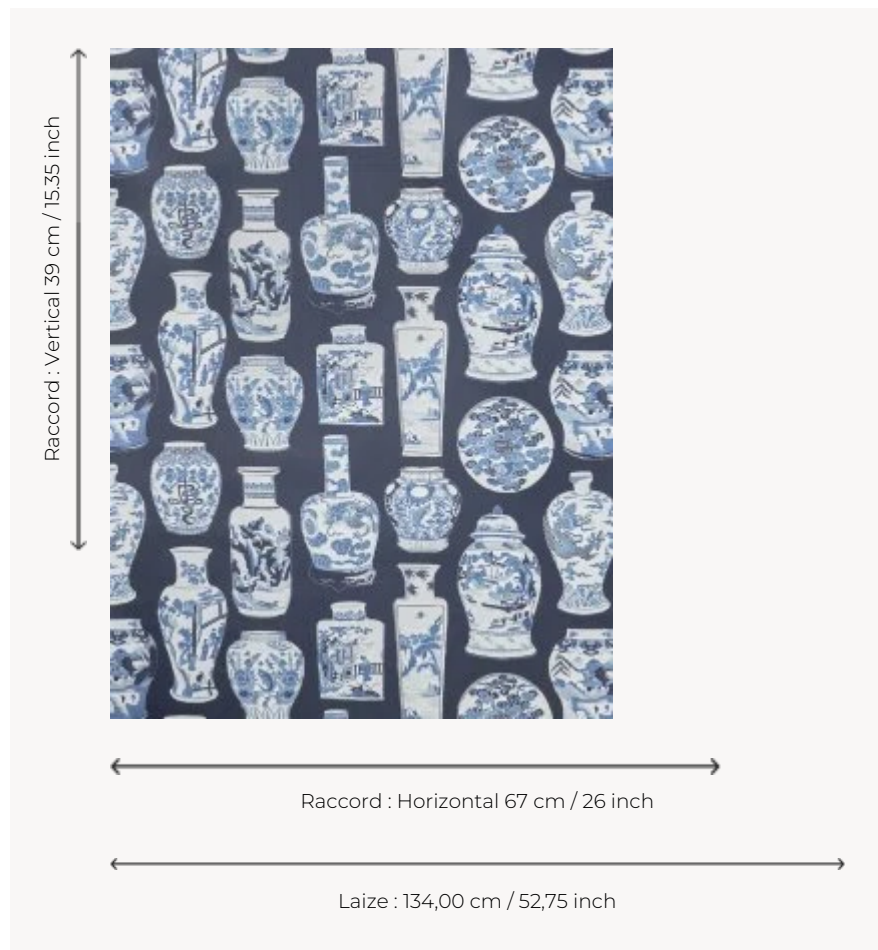 Raccord : Vertical 39 cm / 15.35 inch
Raccord : Horizontal 67 cm / 26 inch
Laize : 134,00 cm / 52,75 inch